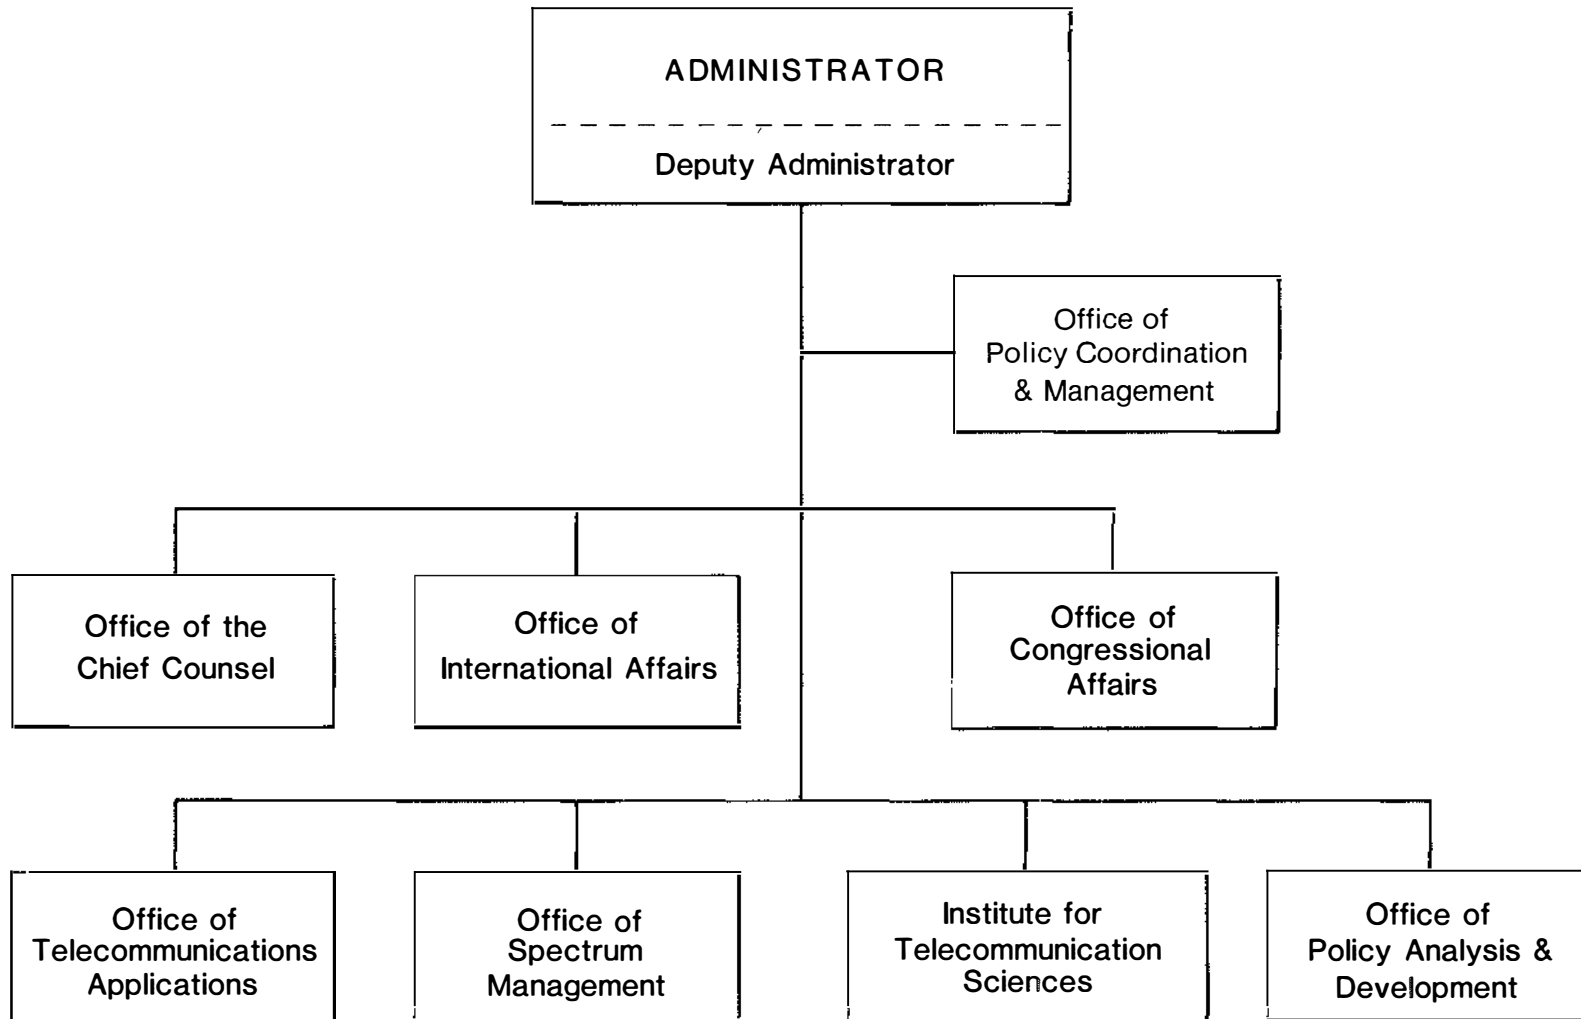 ADMINISTRATOR
Deputy Administrator
Office of
Policy Coordination
& Management
Office of the
Chief Counsel
Office of
International Affairs
Office of
Congressional
Affairs
Office of
Telecommunications
Applications
Office of
Spectrum
Management
Institute for
Telecommunication
Sciences
Office of
Policy Analysis &
Development